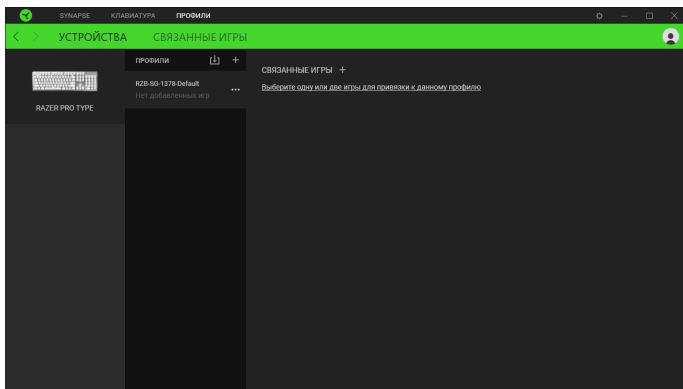 SYNAPSE КЛАВИАТУРА ПРОФИЛИ
УСТРОЙСТВА СВЯЗАННЫЕ ИГРЫ
ПРОФИЛИ
RZB-SG-1378-Default
Нет добавленных игр
RAZER PRO TYPE
СВЯЗАННЫЕ ИГРЫ +
Выберите одну или две игры для привязки к данному профилю